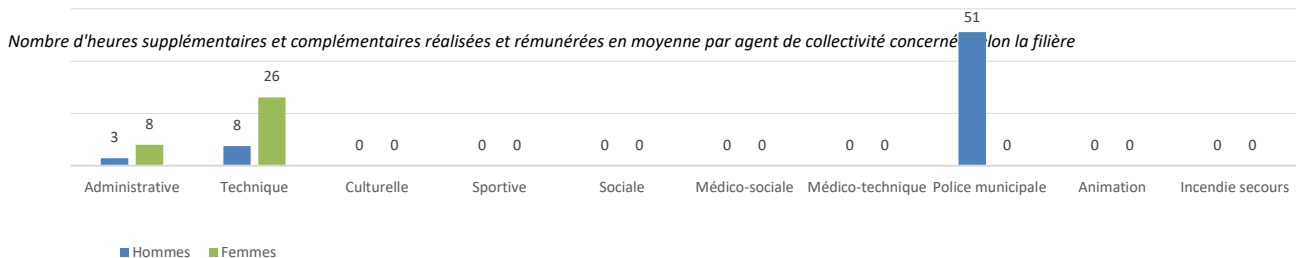 51
Nombre d'heures supplémentaires et complémentaires réalisées et rémunérées en moyenne par agent de collectivité concerné selon la filière
26
3 8 8 0 0 0 0 0 0 0 0 0 0 0 0 0 0 0
Administrative Technique Culturelle Sportive Sociale Médico-sociale Médico-technique Police municipale Animation Incendie secours
Hommes Femmes